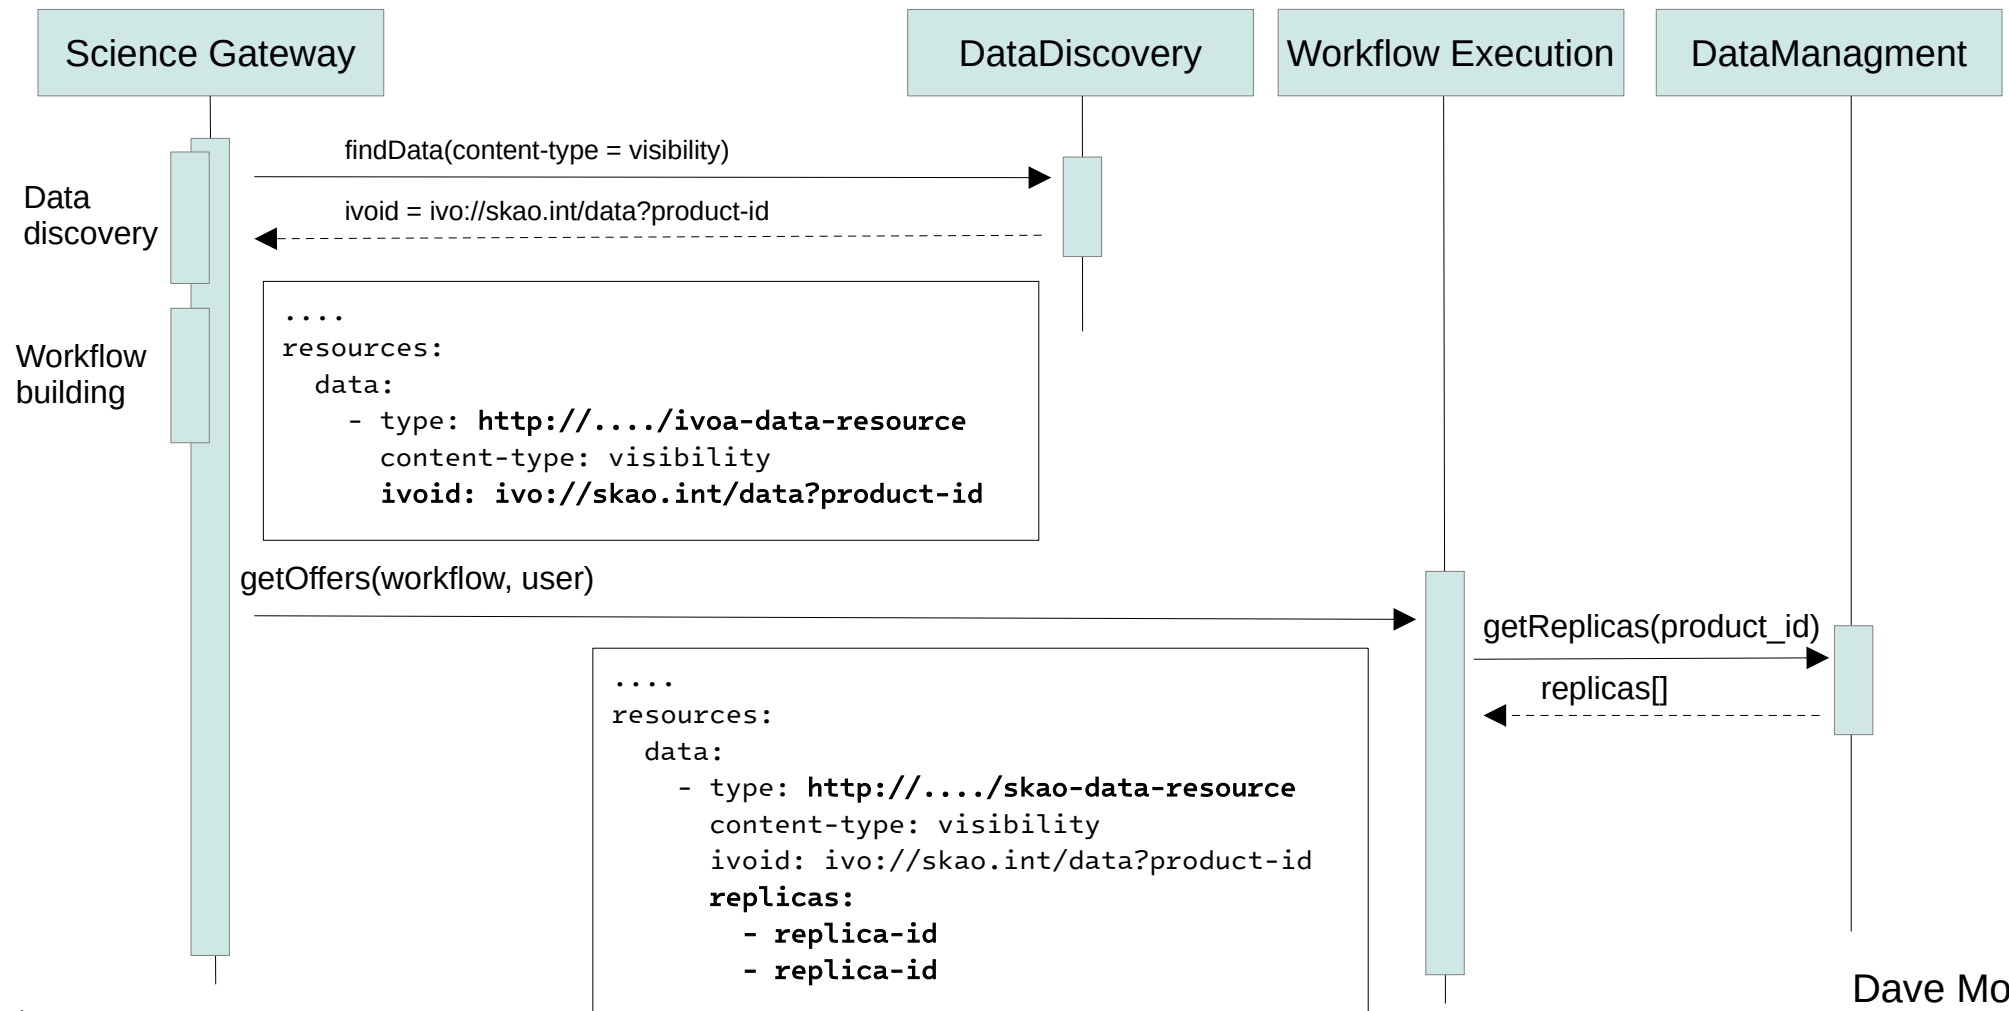 Science Gateway
DataDiscovery
Workflow Execution
DataManagment
findData(content-type = visibility)
Data
discovery
ivoid = ivo://skao.int/data?product-id
Workflow
building
....
resources:
data:
- type: http://..../ivoa-data-resource
content-type: visibility
ivoid: ivo://skao.int/data?product-id
getOffers(workflow, user)
getReplicas(product_id)
replicas[]
....
resources:
data:
- type: http://..../skao-data-resource
content-type: visibility
ivoid: ivo://skao.int/data?product-id
replicas:
- replica-id
- replica-id
Dave